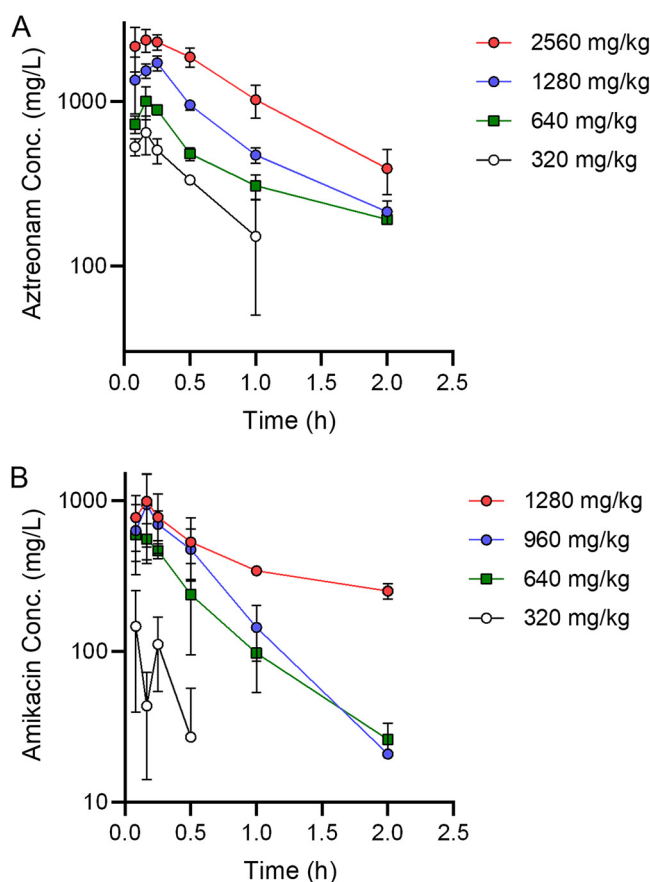 A
Aztreonam Conc. (mg/L)
1000
100
0.0 0.5 1.0 1.5 2.0 2.5
Time (h)
2560 mg/kg
1280 mg/kg
640 mg/kg
320 mg/kg
B
Amikacin Conc. (mg/L)
1000
100
10
0.0 0.5 1.0 1.5 2.0 2.5
Time (h)
1280 mg/kg
960 mg/kg
640 mg/kg
320 mg/kg